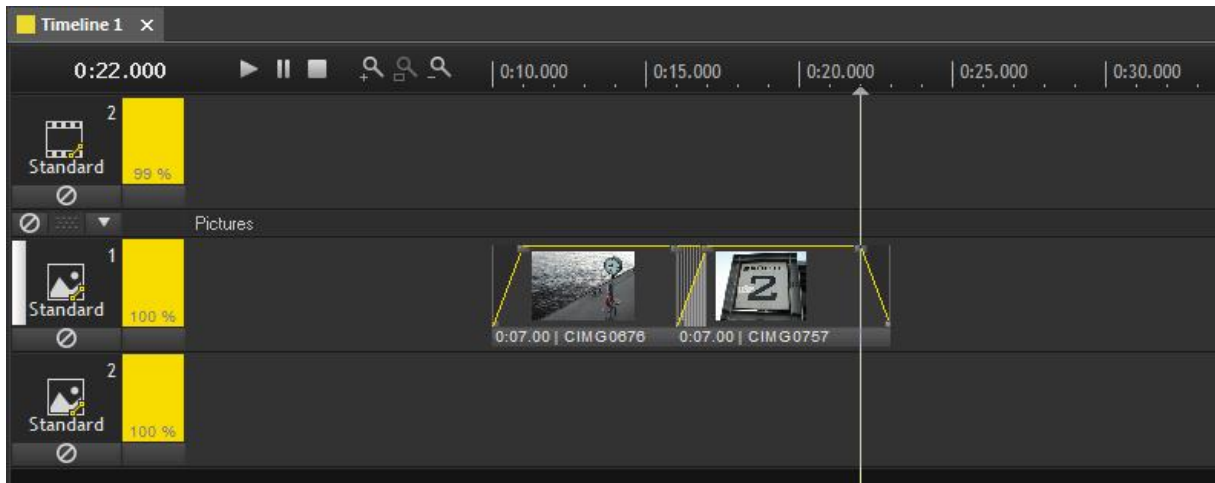 Timeline 1
0:22.000
0:10.000 0:15.000 0:20.000 0:25.000 0:30.000
2
Standard
99 %
Pictures
1
Standard
100 %
2
0:07.00 | CIMG0676 0:07.00 | CIMG0757
2
Standard
100 %